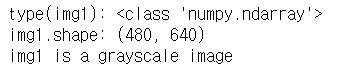 type(img1): <class 'numpy.ndarray'>
img1.shape: (480, 640)
img1 is a grayscale image